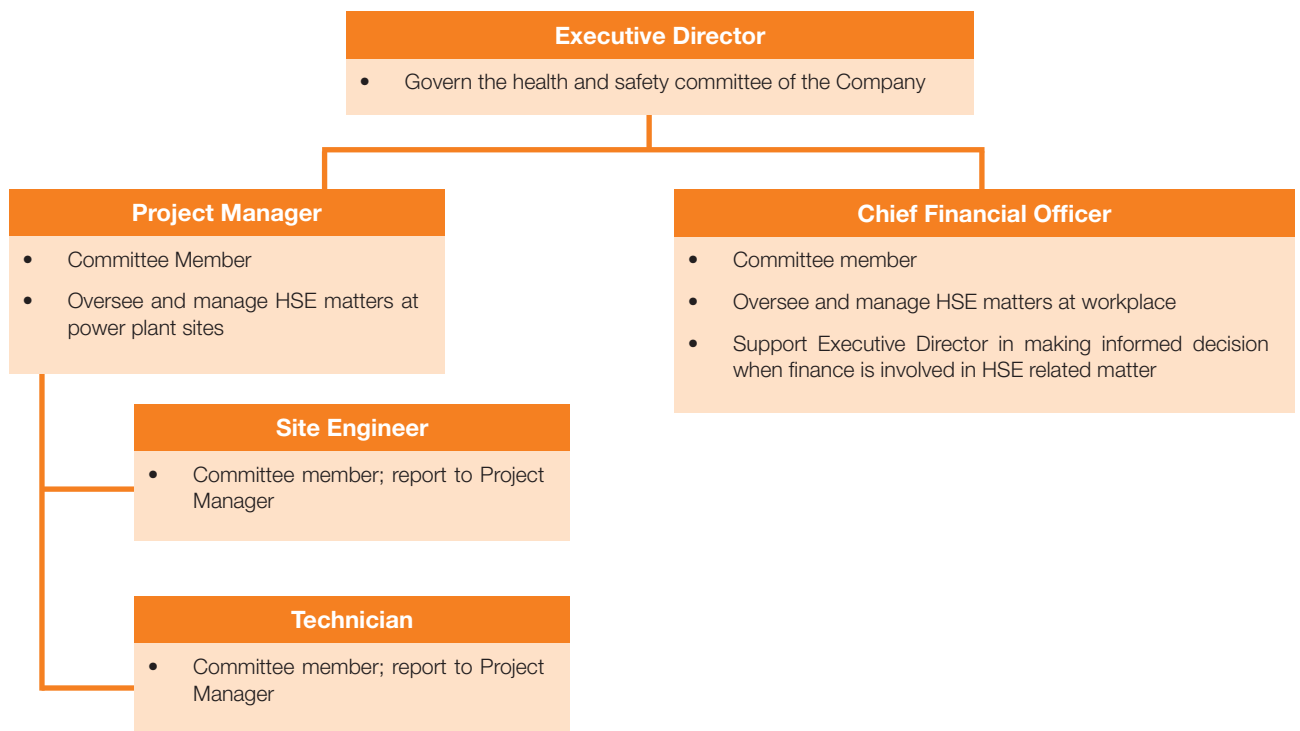 Executive Director
• Govern the health and safety committee of the Company
Project Manager
• Committee Member
• Oversee and manage HSE matters at
power plant sites
Chief Financial Officer
• Committee member
• Oversee and manage HSE matters at workplace
• Support Executive Director in making informed decision
when finance is involved in HSE related matter
Site Engineer
• Committee member; report to Project
Manager
Technician
• Committee member; report to Project
Manager